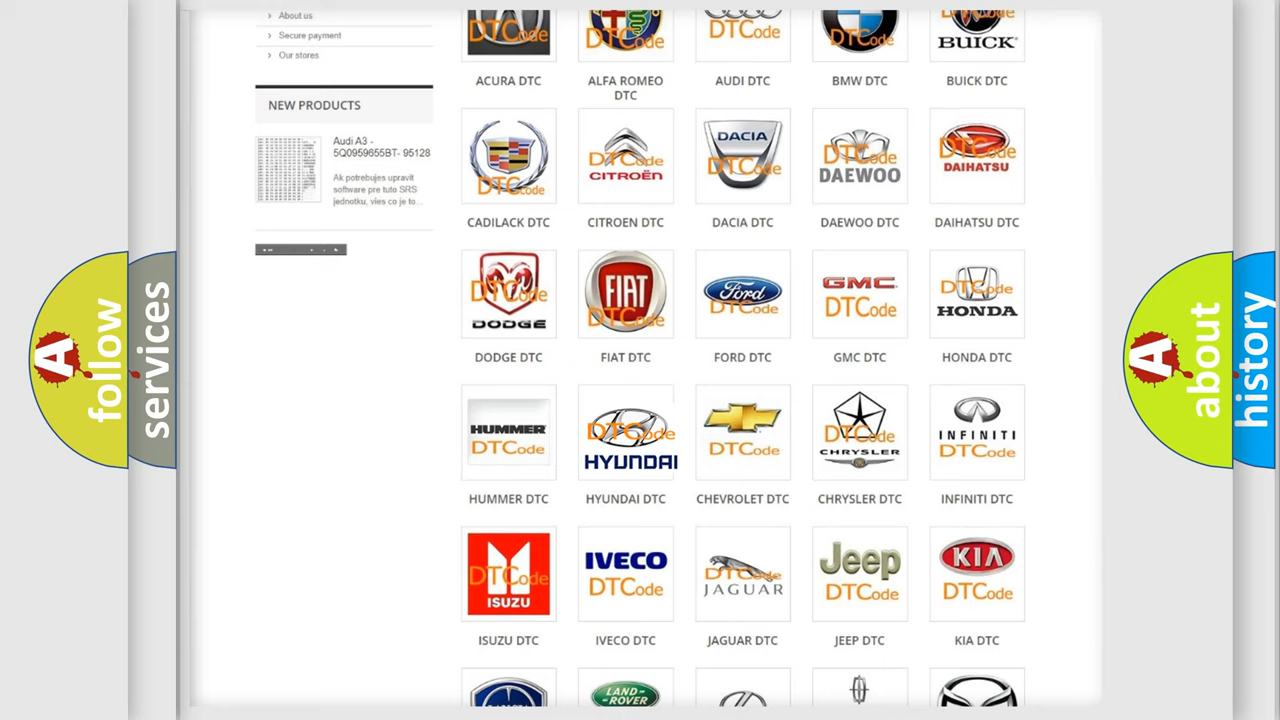 About us
Secure payment
Our stores
NEW PRODUCTS
Audi A3 -
5Q0959655BT- 95128
Ak potrebujes upravit
software pre tuto SRS
jednotku, vies co je to...
DTCode
DTCode
DTCode
DTCode
BUICK
ACURA DTC
ALFA ROMEO
DTC
AUDI DTC
BMW DTC
BUICK DTC
DTCode
DTCode
CITROËN
DACIA
DTCode
DTCode
DAEWOO
DTCode
DAIHATSU
CADILACK DTC
CITROEN DTC
DACIA DTC
DAEWOO DTC
DAIHATSU DTC
DTCode
DODGE
FIAT
DTCode
Ford
DTCode
GMC
DTCode
DTCode
HONDA
DODGE DTC
FIAT DTC
FORD DTC
GMC DTC
HONDA DTC
HUMMER
DTCode
DTCode
HYUNDAI
DTCode
DTCode
CHRYSLER
INFINITI
DTCode
HUMMER DTC
HYUNDAI DTC
CHEVROLET DTC
CHRYSLER DTC
INFINITI DTC
DTCode
ISUZU
IVECO
DTCode
DTCode
JAGUAR
Jeep
DTCode
KIA
DTCode
ISUZU DTC
IVECO DTC
JAGUAR DTC
JEEP DTC
KIA DTC
LAND-
ROVER
A
follow
services
A
about
history